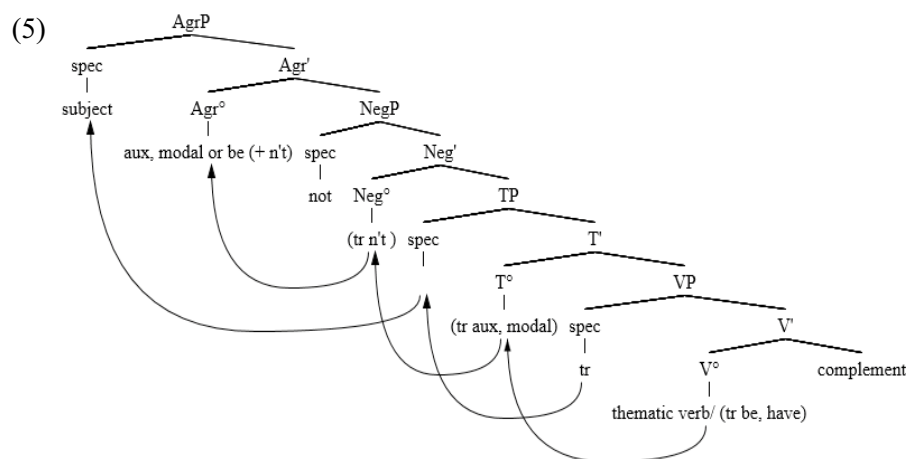 (5)
AgrP
spec Agr'
subject Agr° NegP
aux, modal or be (+ n't) spec Neg'
not Neg° TP
(tr n't ) spec T'
T° VP
(tr aux, modal) spec V'
tr V° complement
thematic verb/ (tr be, have)